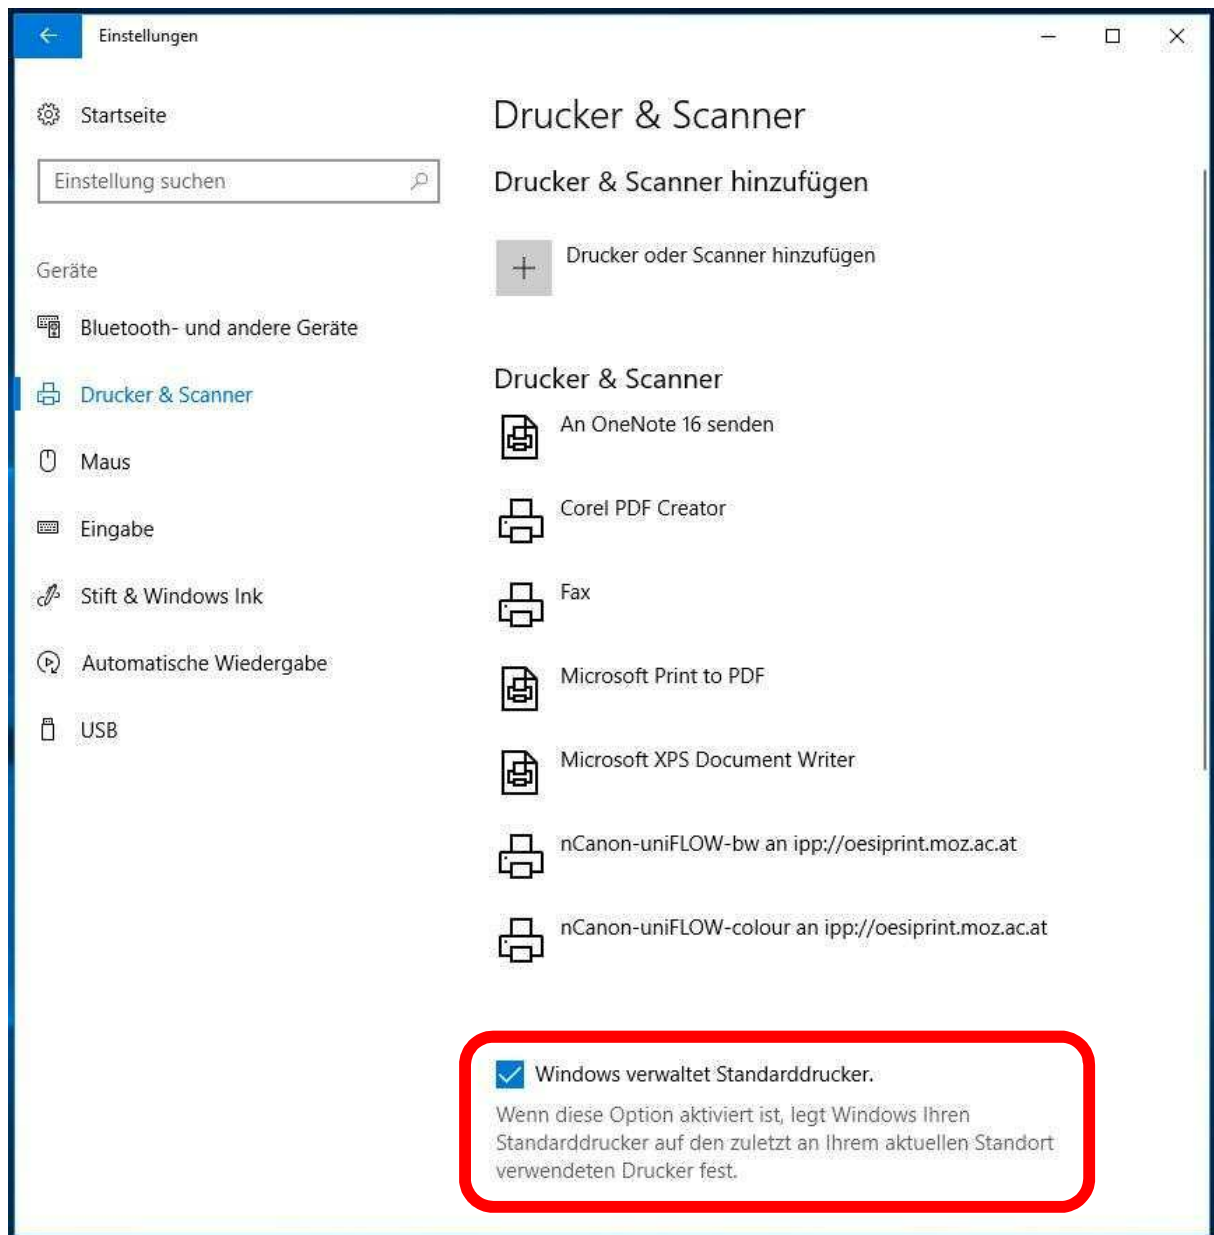 Einstellungen
Startseite
Einstellung suchen
Geräte
Bluetooth- und andere Geräte
Drucker & Scanner
Maus
Eingabe
Stift & Windows Ink
Automatische Wiedergabe
USB
Drucker & Scanner
Drucker & Scanner hinzufügen
Drucker oder Scanner hinzufügen
Drucker & Scanner
An OneNote 16 senden
Corel PDF Creator
Fax
Microsoft Print to PDF
Microsoft XPS Document Writer
nCanon-uniFLOW-bw an ipp://oesiprint.moz.ac.at
nCanon-uniFLOW-colour an ipp://oesiprint.moz.ac.at
Windows verwaltet Standarddrucker.
Wenn diese Option aktiviert ist, legt Windows Ihren
Standarddrucker auf den zuletzt an Ihrem aktuellen Standort
verwendeten Drucker fest.